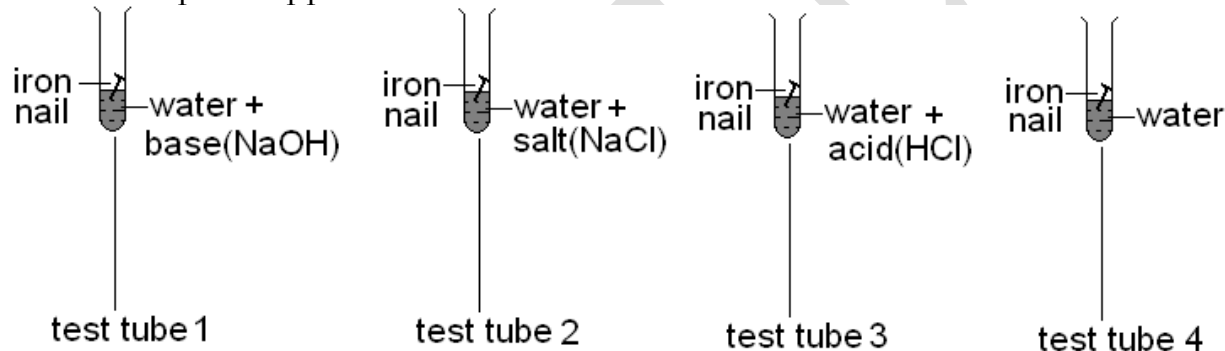 iron nail
water + base(NaOH)
iron nail
water + salt(NaCl)
iron nail
water + acid(HCl)
iron nail
water
test tube 1
test tube 2
test tube 3
test tube 4